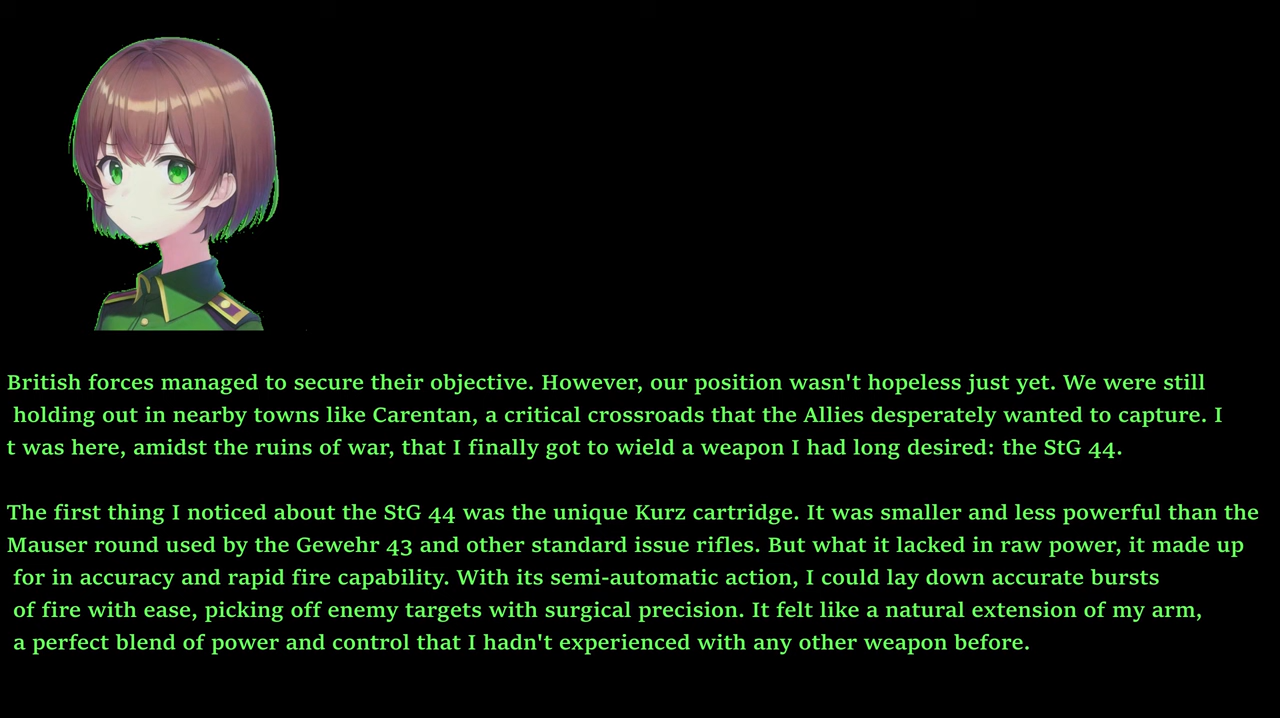 British forces managed to secure their objective. However, our position wasn't hopeless just yet. We were still
holding out in nearby towns like Carentan, a critical crossroads that the Allies desperately wanted to capture. I
t was here, amidst the ruins of war, that I finally got to wield a weapon I had long desired: the StG 44.
The first thing I noticed about the StG 44 was the unique Kurz cartridge. It was smaller and less powerful than the
Mauser round used by the Gewehr 43 and other standard issue rifles. But what it lacked in raw power, it made up
for in accuracy and rapid fire capability. With its semi-automatic action, I could lay down accurate bursts
of fire with ease, picking off enemy targets with surgical precision. It felt like a natural extension of my arm,
a perfect blend of power and control that I hadn't experienced with any other weapon before.